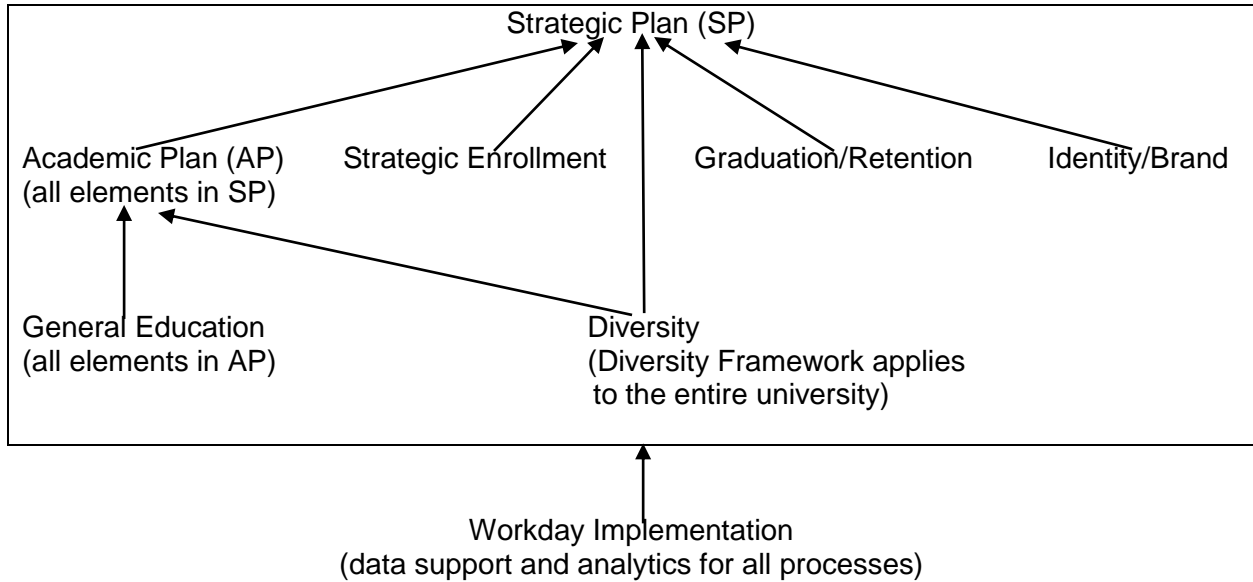 Strategic Plan (SP)
Academic Plan (AP)
(all elements in SP)
Strategic Enrollment
Graduation/Retention
Identity/Brand
General Education
(all elements in AP)
Diversity
(Diversity Framework applies
to the entire university)
Workday Implementation
(data support and analytics for all processes)